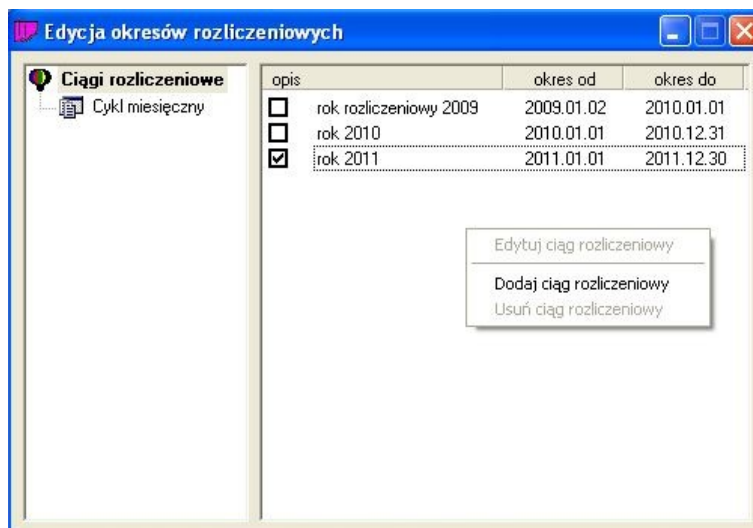 Edycja okresów rozliczeniowych
Ciągi rozliczeniowe
Cykl miesięczny
opis okres od okres do
rok rozliczeniowy 2009 2009.01.02 2010.01.01
rok 2010 2010.01.01 2010.12.31
rok 2011 2011.01.01 2011.12.30
Edytuj ciąg rozliczeniowy
Dodaj ciąg rozliczeniowy
Usuń ciąg rozliczeniowy